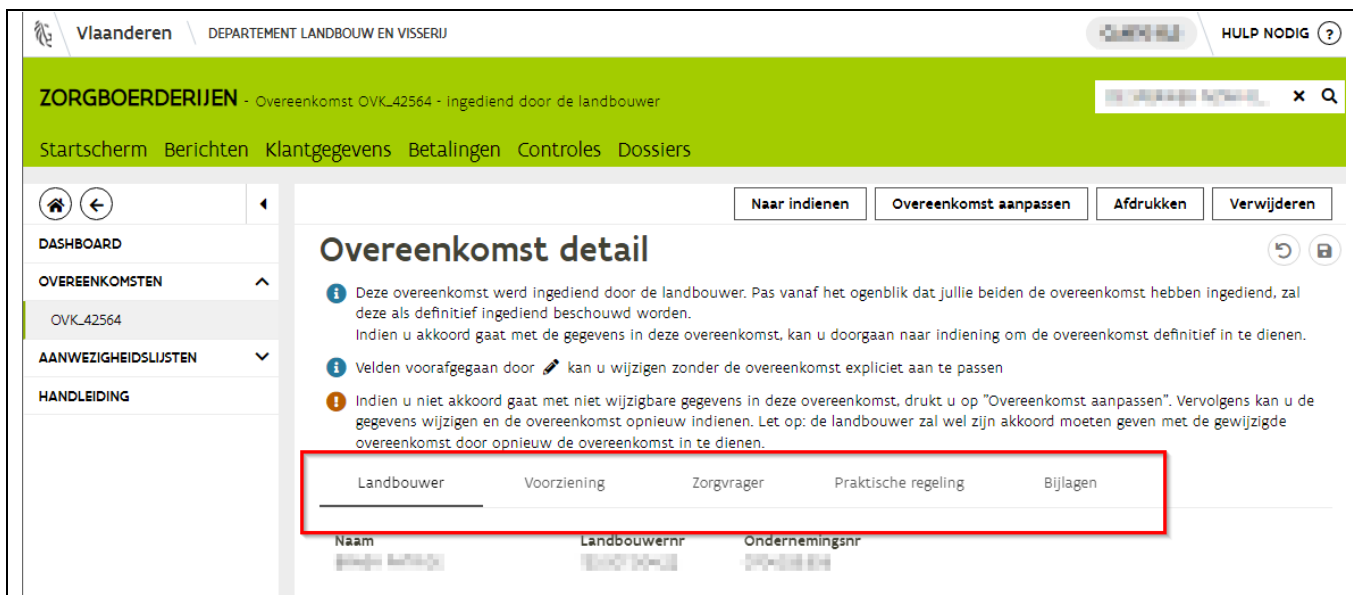 Vlaanderen DEPARTEMENT LANDBOUW EN VISSERIJ HULP NODIG ?
ZORGBOERDERIJEN - Overeenkomst OVK_42564 - ingediend door de landbouwer
Startscherm Berichten Klantgegevens Betalingen Controles Dossiers
Naar indienen Overeenkomst aanpassen Afdrukken Verwijderen
DASHBOARD
OVEREENKOMSTEN
OVK_42564
AANWEZIGHEIDSLIJSTEN
HANDLEIDING
Overeenkomst detail
Deze overeenkomst werd ingediend door de landbouwer. Pas vanaf het ogenblik dat jullie beiden de overeenkomst hebben ingediend, zal
deze als definitief ingediend beschouwd worden.
Indien u akkoord gaat met de gegevens in deze overeenkomst, kan u doorgaan naar indiening om de overeenkomst definitief in te dienen.
Velden voorafgegaan door kan u wijzigen zonder de overeenkomst expliciet aan te passen
Indien u niet akkoord gaat met niet wijzigbare gegevens in deze overeenkomst, drukt u op "Overeenkomst aanpassen". Vervolgens kan u de
gegevens wijzigen en de overeenkomst opnieuw indienen. Let op: de landbouwer zal wel zijn akkoord moeten geven met de gewijzigde
overeenkomst door opnieuw de overeenkomst in te dienen.
Landbouwer Voorziening Zorgvrager Praktische regeling Bijlagen
Naam Landbouwernr Ondernemingsnr